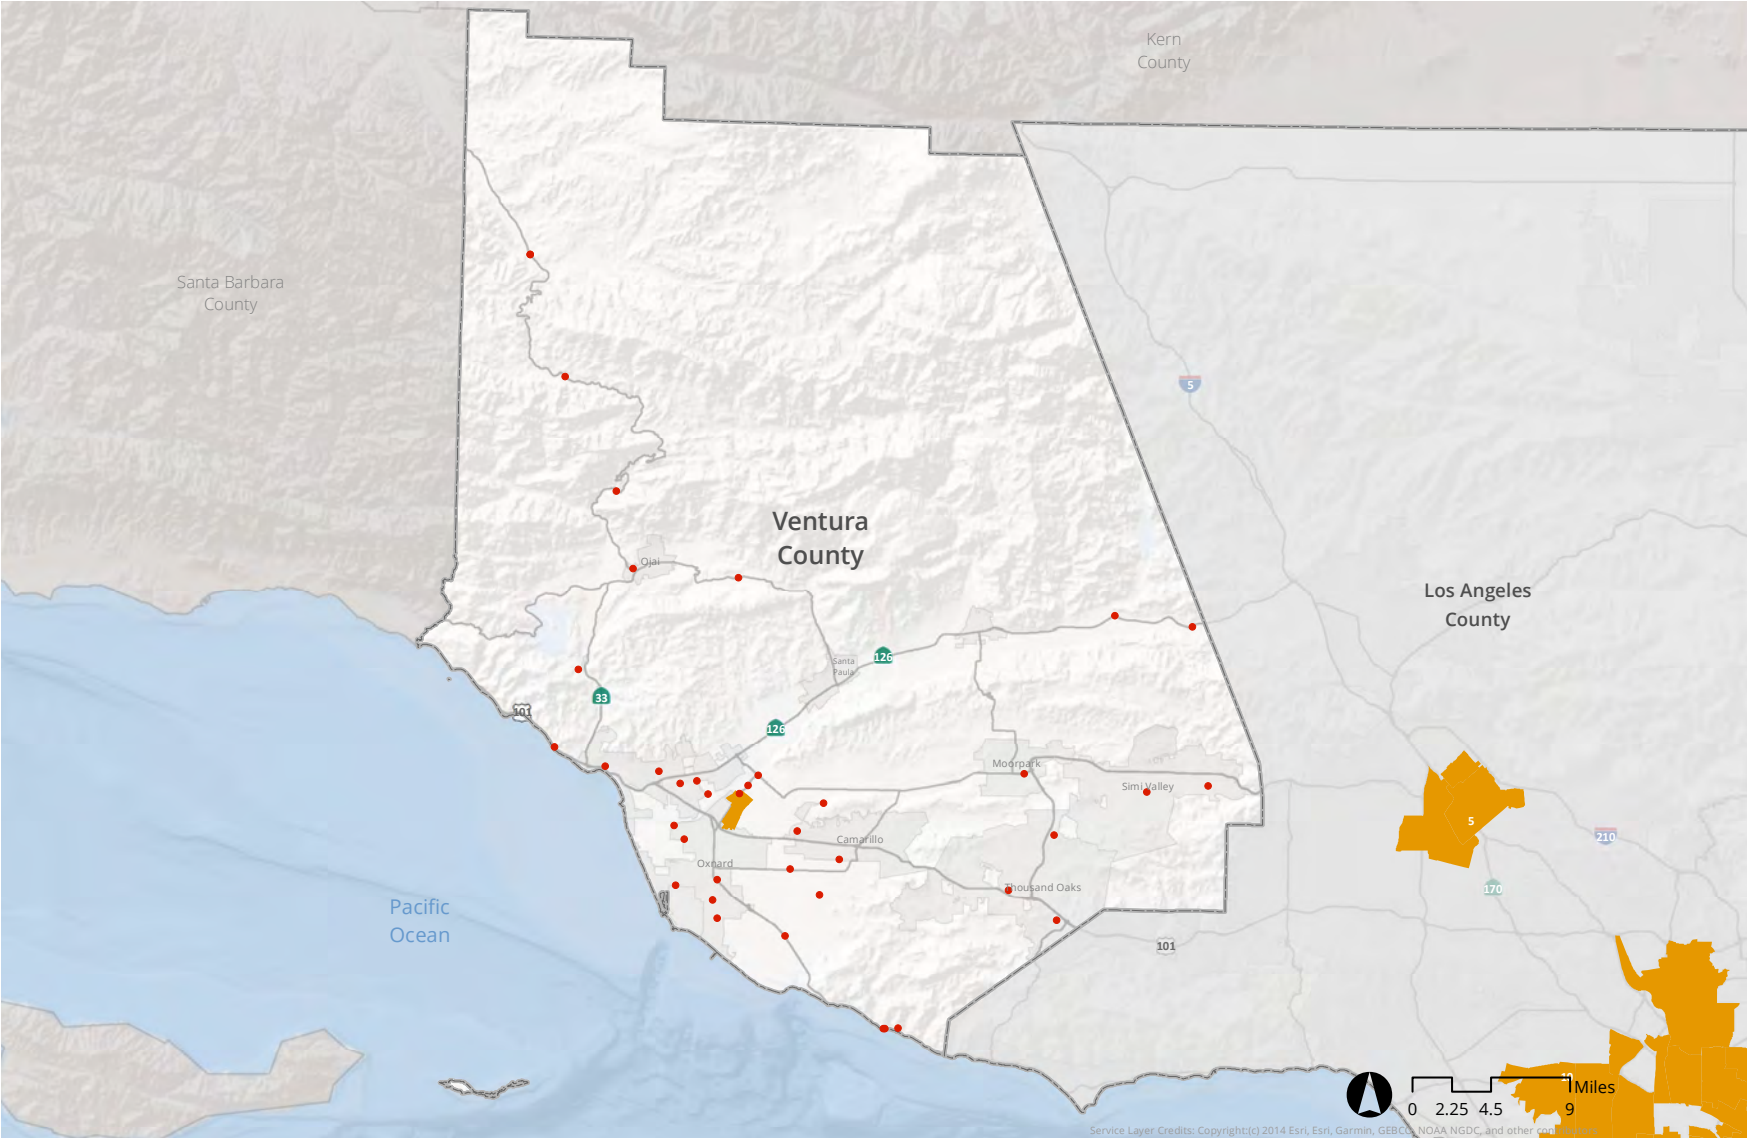 Kern
County
Santa Barbara
County
5
Ventura
County
Ojai
Los Angeles
County
126
Santa
Paula
33
101
126
Moorpark
Simi Valley
5
210
Camarillo
Oxnard
170
Thousand Oaks
Pacific
Ocean
101
Miles
0 2.25 4.5 9
Service Layer Credits: Copyright:(c) 2014 Esri, Esri, Garmin, GEBCO, NOAA NGDC, and other